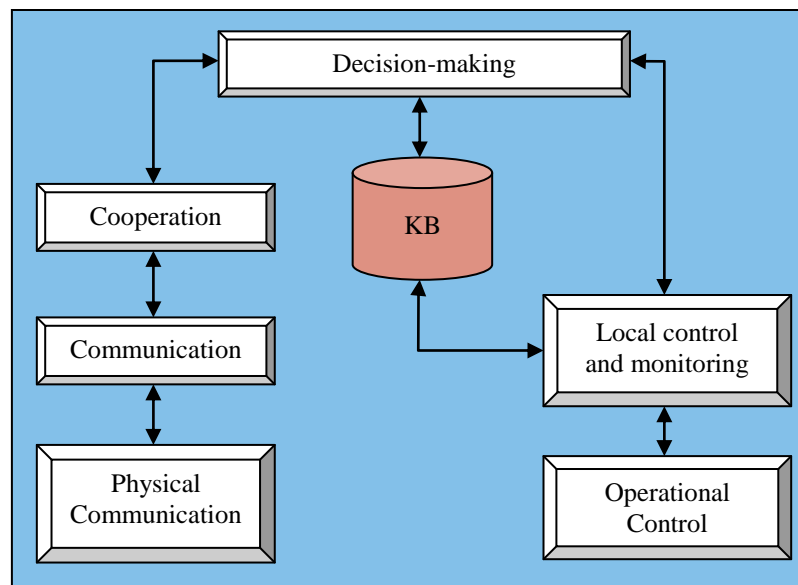 Decision-making
Cooperation
KB
Communication
Local control
and monitoring
Physical
Communication
Operational
Control